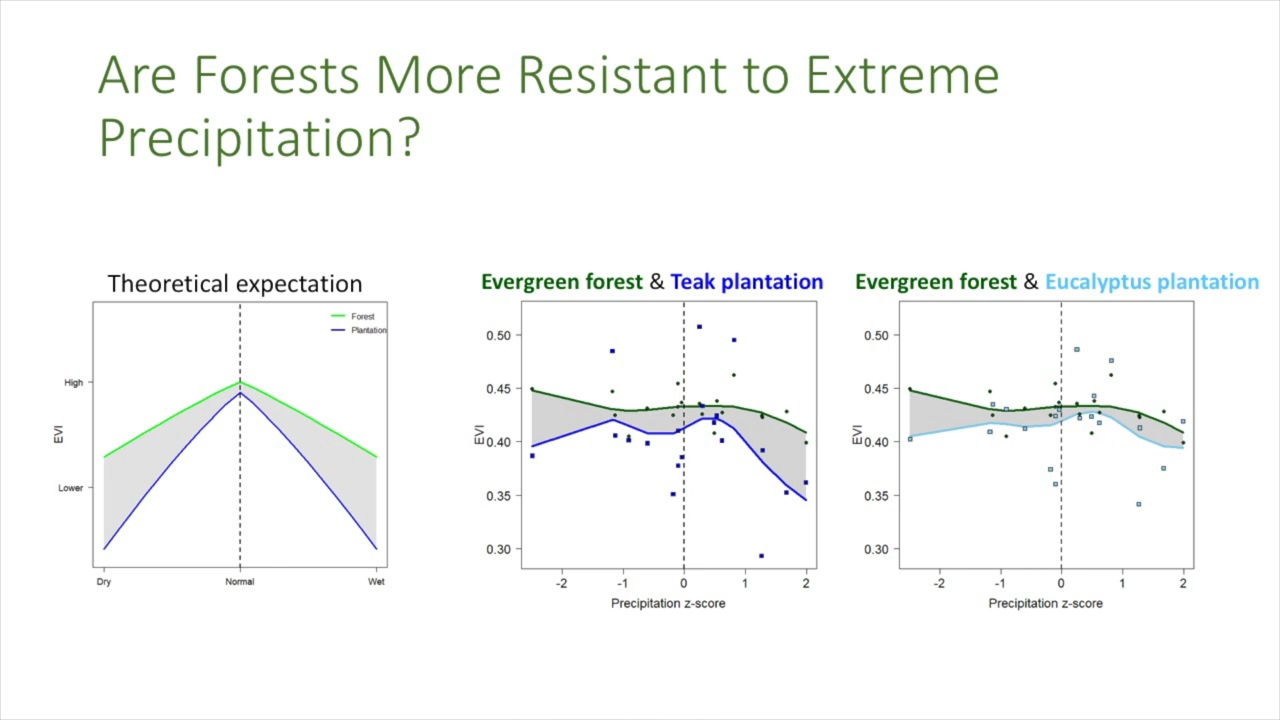 Are Forests More Resistant to Extreme
Precipitation?
Theoretical expectation
Forest
Plantation
High
Lower
EVI
Dry
Normal
Wet
Evergreen forest & Teak plantation
0.50
0.45
0.40
0.35
0.30
EVI
-2
-1
0
1
2
Precipitation z-score
Evergreen forest & Eucalyptus plantation
0.50
0.45
0.40
0.35
0.30
EVI
-2
-1
0
1
2
Precipitation z-score